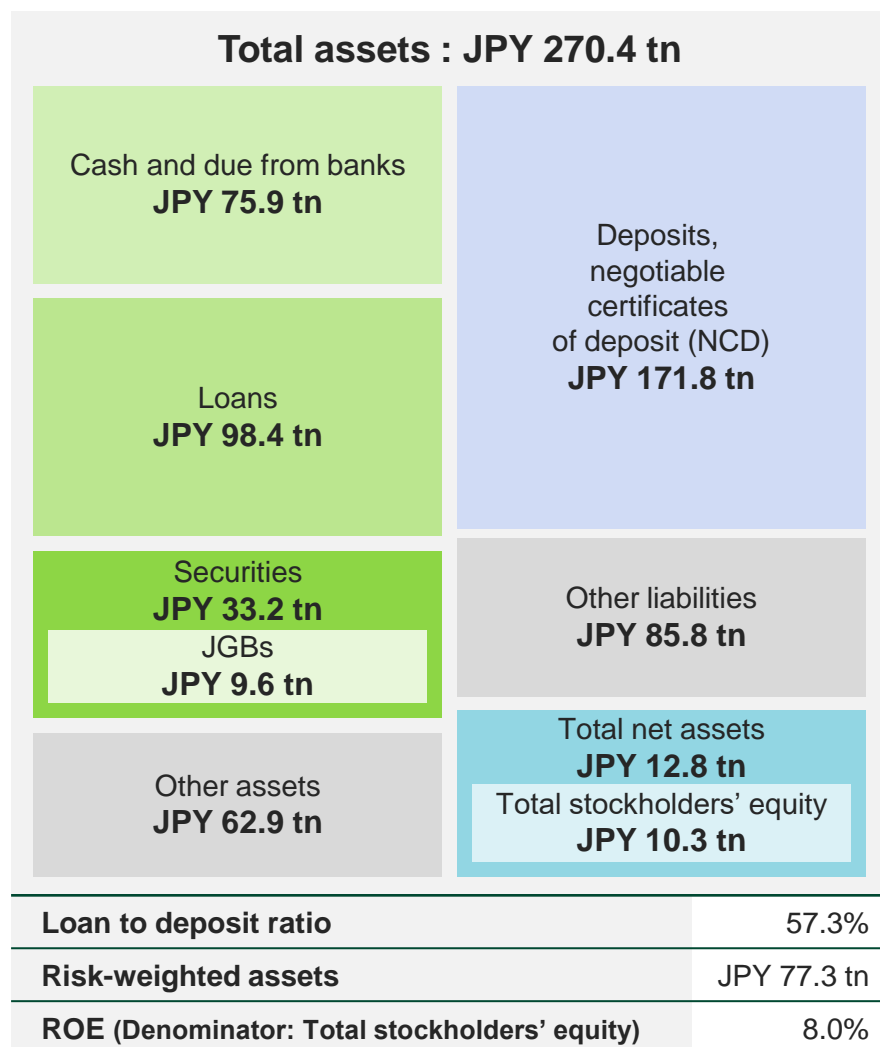 Total assets : JPY 270.4 tn
Cash and due from banks
JPY 75.9 tn
Loans
JPY 98.4 tn
Securities
JPY 33.2 tn
JGBs
JPY 9.6 tn
Other assets
JPY 62.9 tn
Deposits,
negotiable
certificates
of deposit (NCD)
JPY 171.8 tn
Other liabilities
JPY 85.8 tn
Total net assets
JPY 12.8 tn
Total stockholders’ equity
JPY 10.3 tn
Loan to deposit ratio 57.3%
Risk-weighted assets JPY 77.3 tn
ROE (Denominator: Total stockholders’ equity) 8.0%